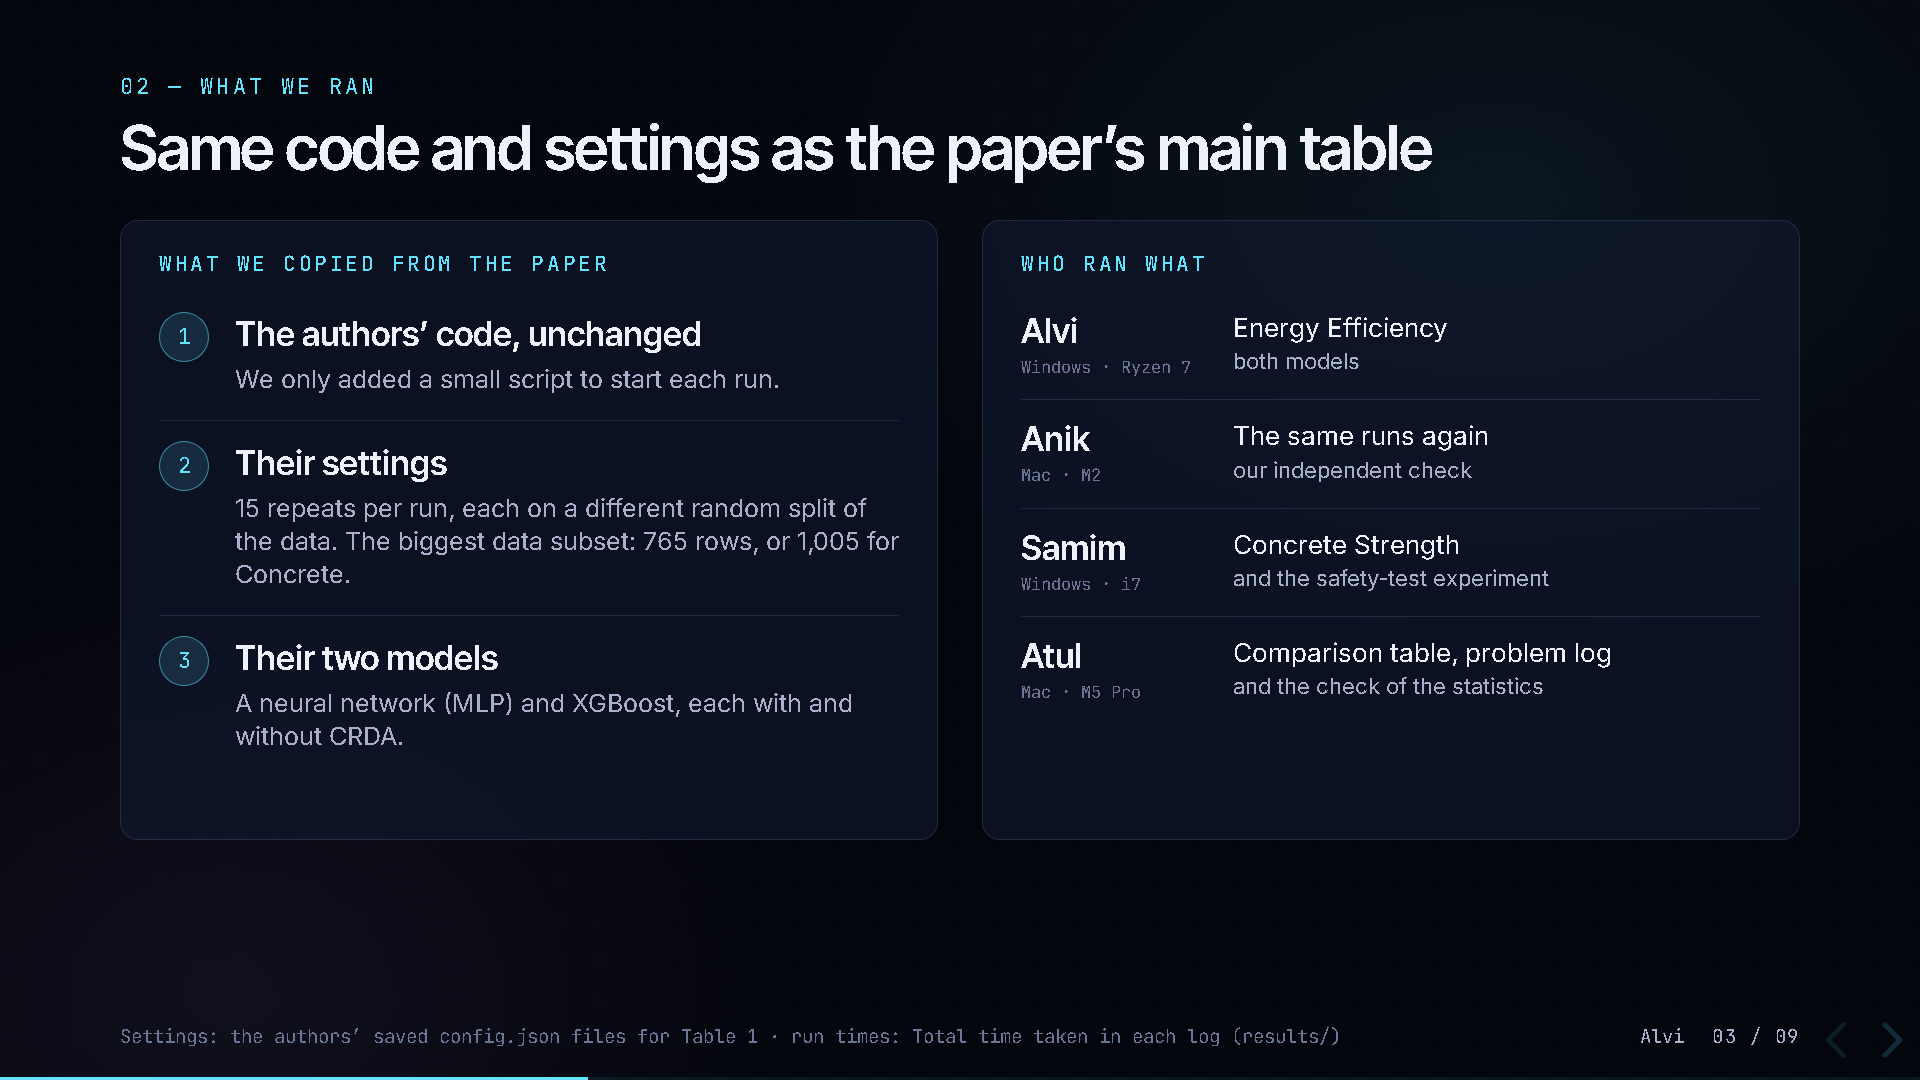 02 — WHAT WE RAN
Same code and settings as the paper’s main table
WHAT WE COPIED FROM THE PAPER
1
The authors’ code, unchanged
We only added a small script to start each run.
2
Their settings
15 repeats per run, each on a different random split of
the data. The biggest data subset: 765 rows, or 1,005 for
Concrete.
3
Their two models
A neural network (MLP) and XGBoost, each with and
without CRDA.
WHO RAN WHAT
Alvi
Windows · Ryzen 7
Energy Efficiency
both models
Anik
Mac · M2
The same runs again
our independent check
Samim
Windows · i7
Concrete Strength
and the safety-test experiment
Atul
Mac · M5 Pro
Comparison table, problem log
and the check of the statistics
Settings: the authors’ saved config.json files for Table 1 · run times: Total time taken in each log (results/)
Alvi 03 / 09